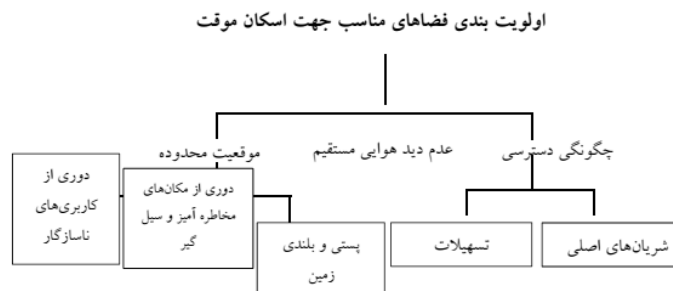 اولویت بندی فضاهای مناسب جهت اسکان موقت
چگونگی دسترسی
عدم دید هوایی مستقیم
موقعیت محدوده
شریان‌های اصلی
تسهیلات
پستی و بلندی
زمین
دوری از مکان‌های
مخاطره آمیز و سیل
گیر
دوری از
کاربری‌های
ناسازگار